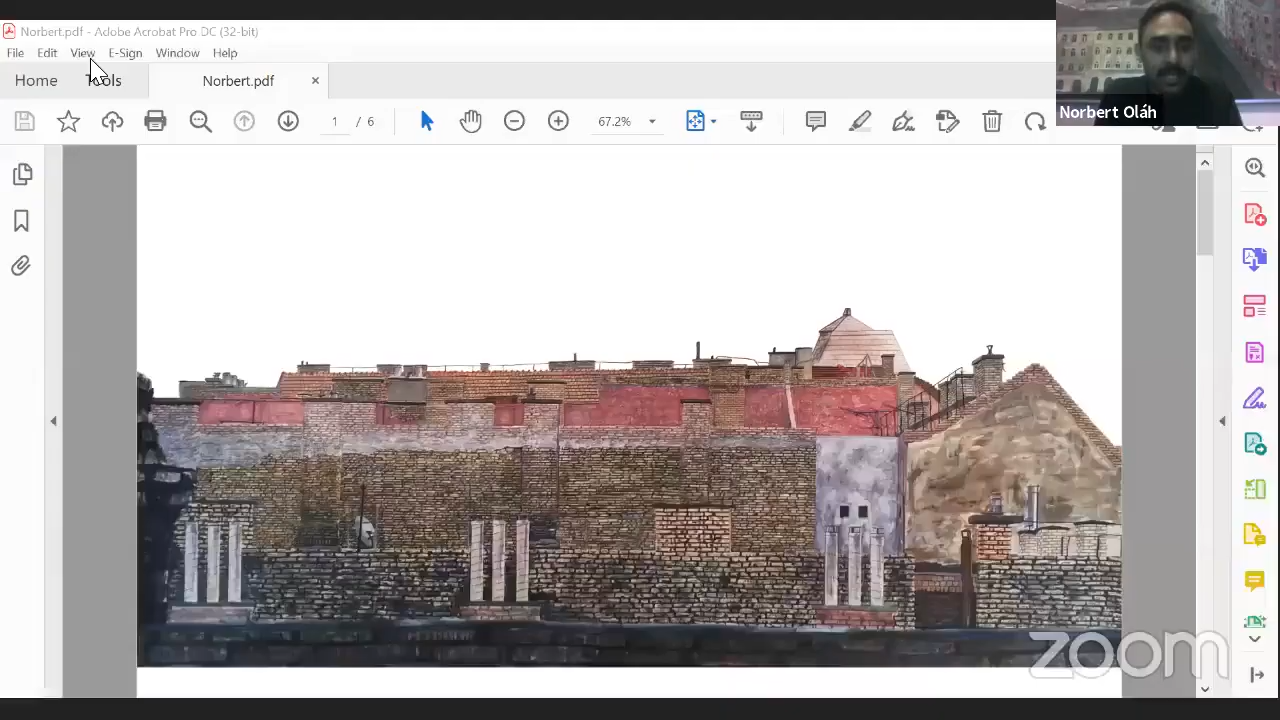 Norbert.pdf - Adobe Acrobat Pro DC (32-bit)
File Edit View E-Sign Window Help
Home Tools Norbert.pdf ×
1 / 6 67.2%
Norbert Oláh
zoom